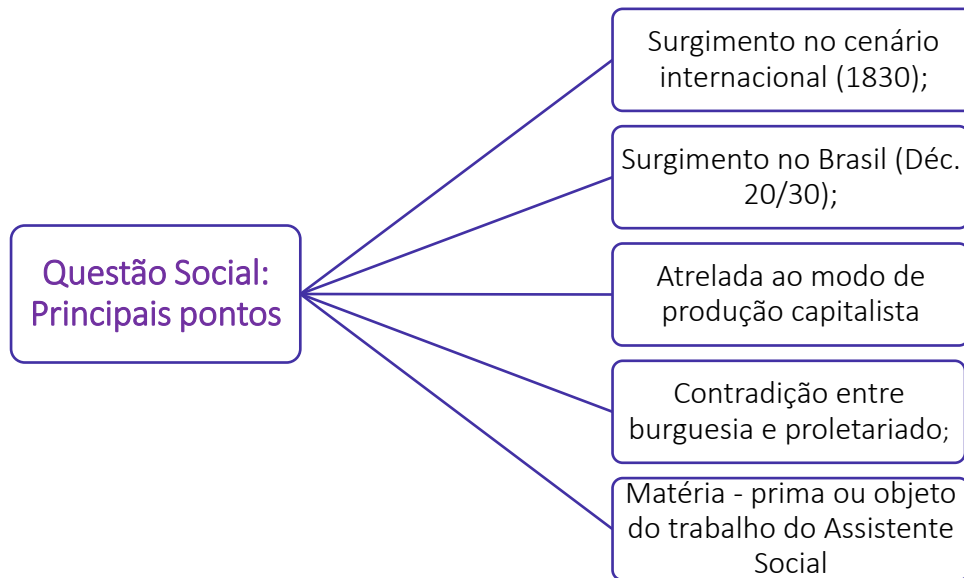 Questão Social:
Principais pontos
Surgimento no cenário
internacional (1830);
Surgimento no Brasil (Déc.
20/30);
Atrelada ao modo de
produção capitalista
Contradição entre
burguesia e proletariado;
Matéria - prima ou objeto
do trabalho do Assistente
Social